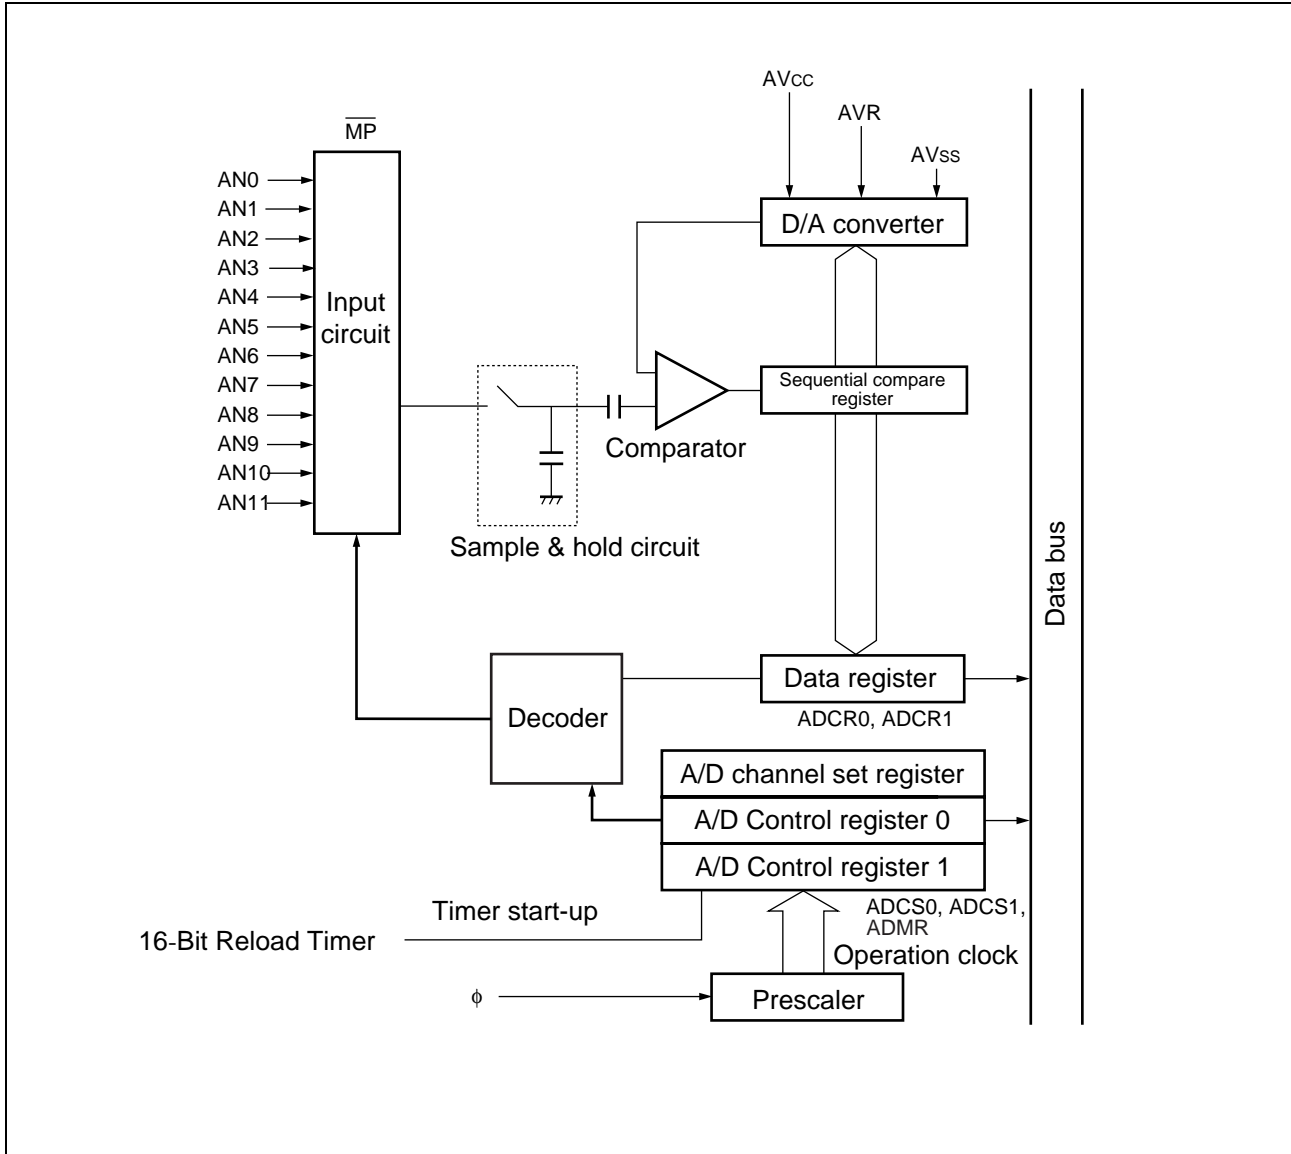 AVCC
AVR
AVSS
MP
AN0
AN1
AN2
AN3
AN4
AN5
AN6
AN7
AN8
AN9
AN10
AN11
Input
circuit
D/A converter
Sequential compare
register
Comparator
Sample & hold circuit
Data bus
Decoder
Data register
ADCR0, ADCR1
A/D channel set register
A/D Control register 0
A/D Control register 1
Timer start-up
16-Bit Reload Timer
ADCS0, ADCS1,
ADMR
Operation clock
ϕ
Prescaler